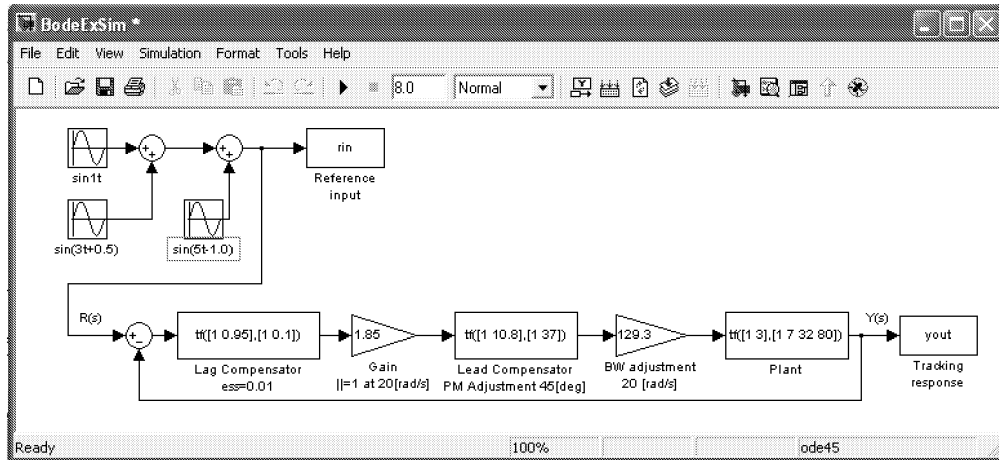 BodeExSim *
File Edit View Simulation Format Tools Help
8.0 Normal
sin1t
rin
Reference
input
sin(3t+0.5)
sin(5t-1.0)
R(s)
tf([1 0.95],[1 0.1])
1.85
tf([1 10.8],[1 37])
129.3
tf([1 3],[1 7 32 80])
Y(s)
yout
Lag Compensator
ess=0.01
Gain
||=1 at 20[rad/s]
Lead Compensator
PM Adjustment 45[deg]
BW adjustment
20 [rad/s]
Plant
Tracking
response
Ready 100% ode45